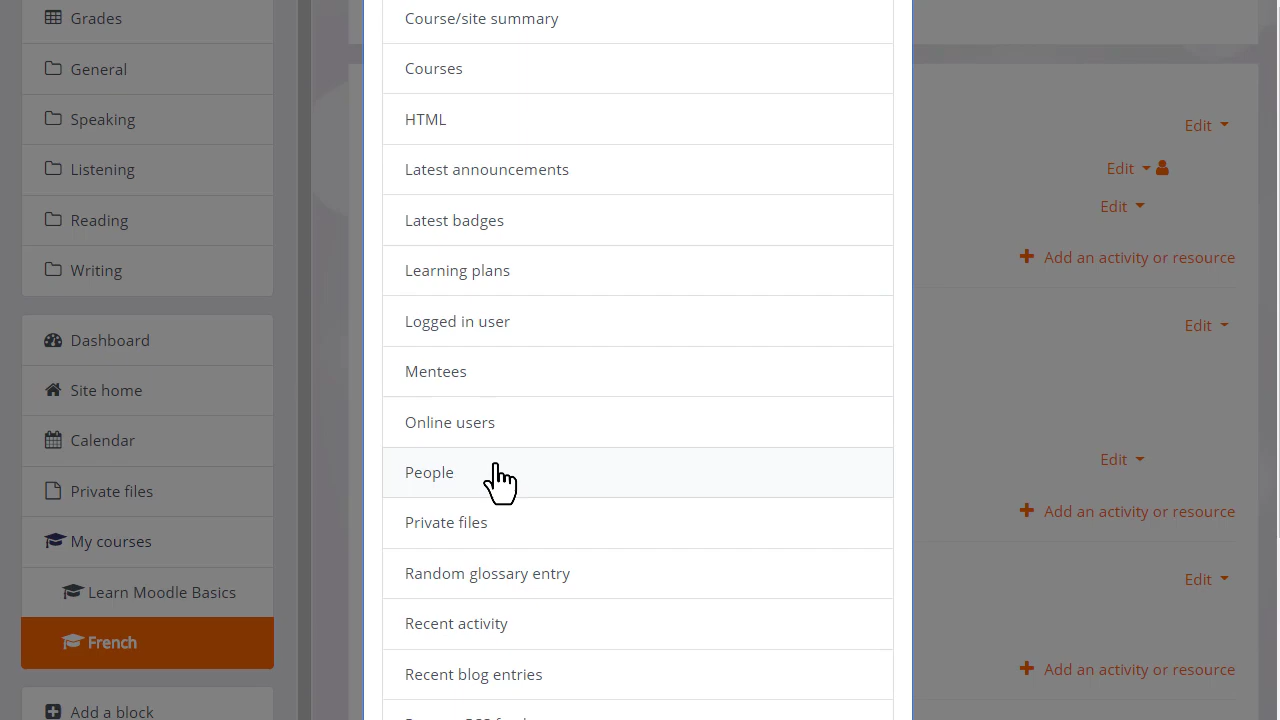 Grades
General
Speaking
Listening
Reading
Writing
Dashboard
Site home
Calendar
Private files
My courses
Learn Moodle Basics
French
Add a block
Course/site summary
Courses
HTML
Latest announcements
Latest badges
Learning plans
Logged in user
Mentees
Online users
People
Private files
Random glossary entry
Recent activity
Recent blog entries
Edit
Edit
Edit
Add an activity or resource
Edit
Edit
Add an activity or resource
Edit
Add an activity or resource